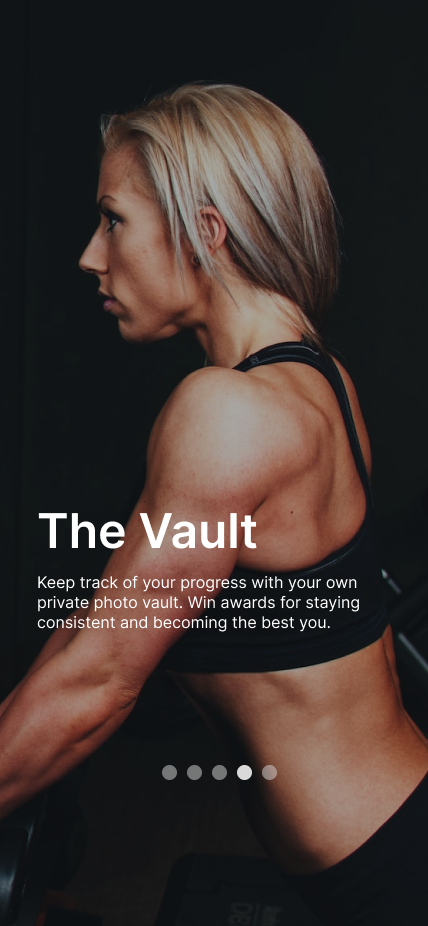 The Vault
Keep track of your progress with your own
private photo vault. Win awards for staying
consistent and becoming the best you.